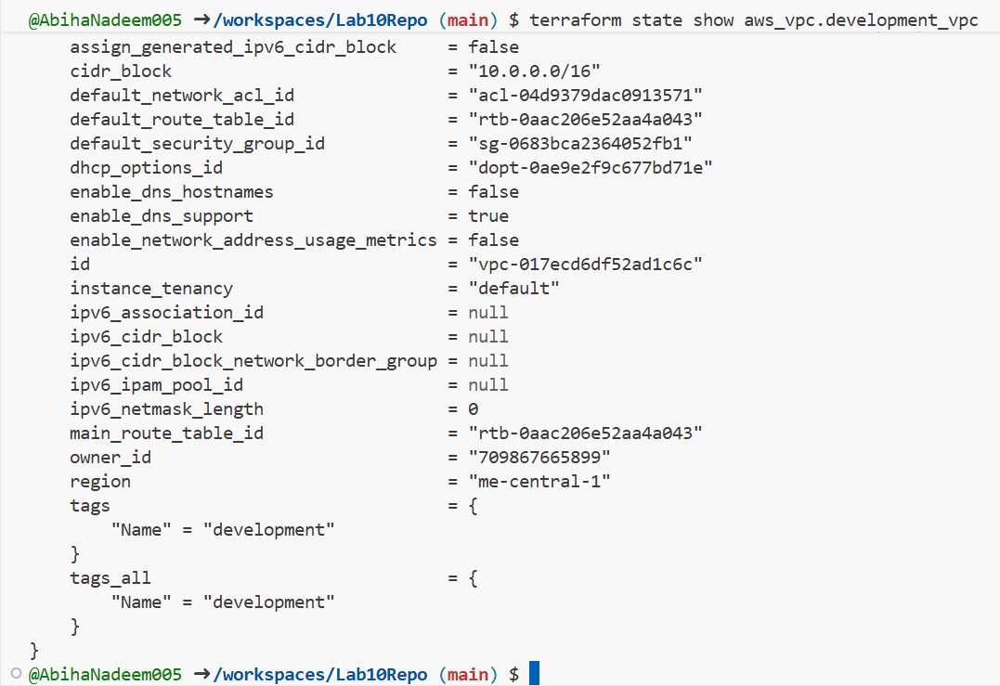 @AbihaNadeem005 ➜/workspaces/Lab10Repo (main) $ terraform state show aws_vpc.development_vpc
    assign_generated_ipv6_cidr_block     = false
    cidr_block                           = "10.0.0.0/16"
    default_network_acl_id               = "acl-04d9379dac0913571"
    default_route_table_id               = "rtb-0aac206e52aa4a043"
    default_security_group_id            = "sg-0683bca2364052fb1"
    dhcp_options_id                      = "dopt-0ae9e2f9c677bd71e"
    enable_dns_hostnames                 = false
    enable_dns_support                   = true
    enable_network_address_usage_metrics = false
    id                                   = "vpc-017ecd6df52ad1c6c"
    instance_tenancy                     = "default"
    ipv6_association_id                  = null
    ipv6_cidr_block                      = null
    ipv6_cidr_block_network_border_group = null
    ipv6_ipam_pool_id                    = null
    ipv6_netmask_length                  = 0
    main_route_table_id                  = "rtb-0aac206e52aa4a043"
    owner_id                             = "709867665899"
    region                               = "me-central-1"
    tags                                 = {
        "Name" = "development"
    }
    tags_all                             = {
        "Name" = "development"
    }
}
@AbihaNadeem005 ➜/workspaces/Lab10Repo (main) $